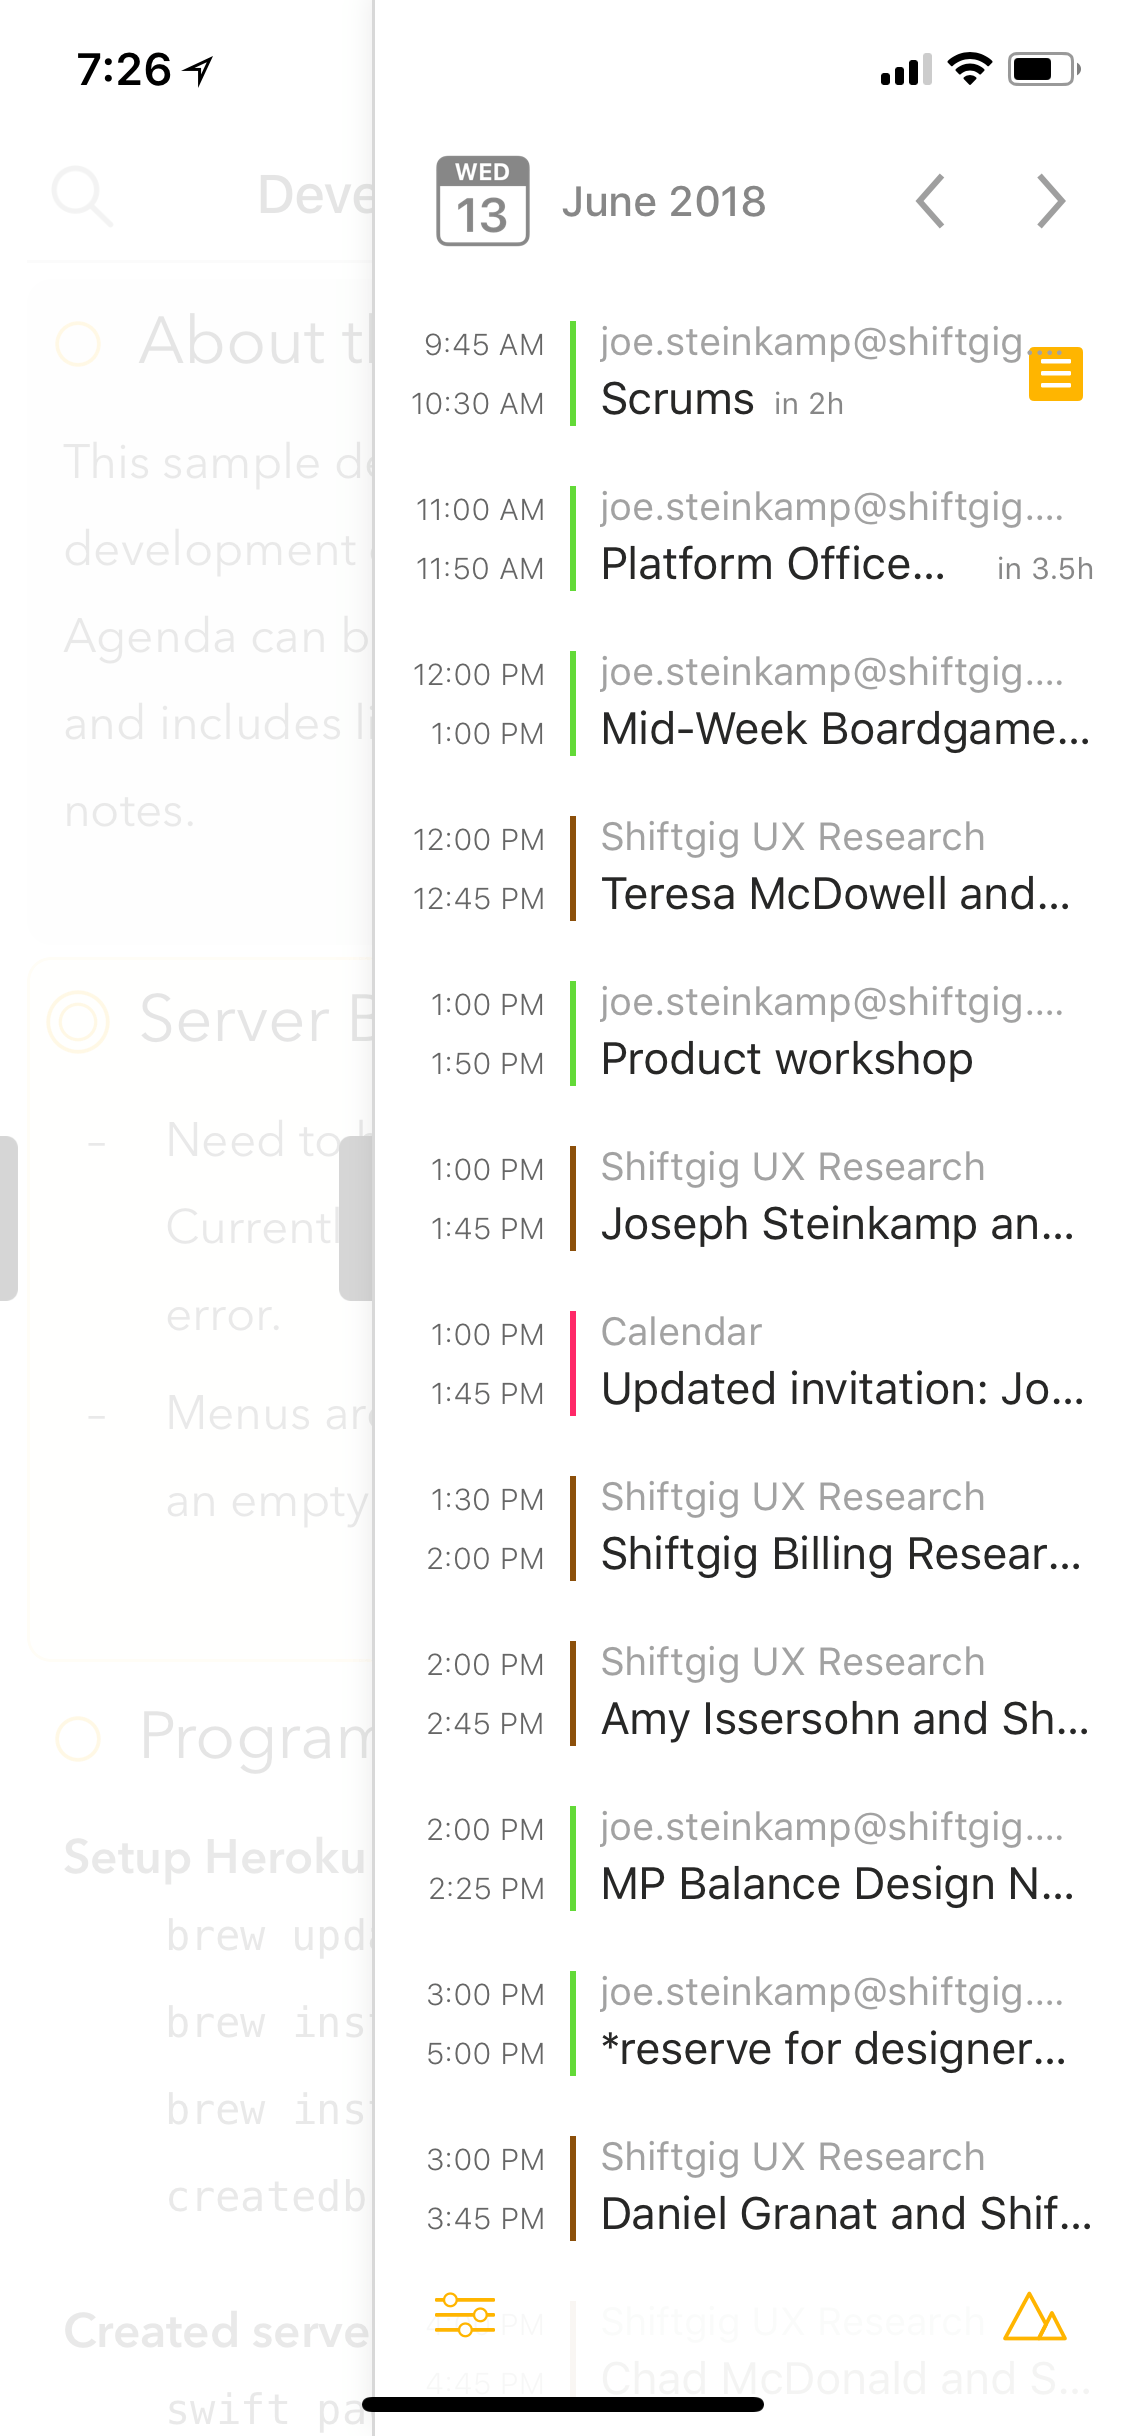 7:26
Deve
About th
This sample de
development
Agenda can b
and includes li
notes.
Server B
– Need to
Currentl
error.
– Menus are
an empty
Program
Setup Heroku
brew upda
brew inst
brew inst
createdb
Created serve
swift pa
WED
13
June 2018
9:45 AM
10:30 AM
joe.steinkamp@shiftgig....
Scrums in 2h
11:00 AM
11:50 AM
joe.steinkamp@shiftgig....
Platform Office... in 3.5h
12:00 PM
1:00 PM
joe.steinkamp@shiftgig....
Mid-Week Boardgame...
12:00 PM
12:45 PM
Shiftgig UX Research
Teresa McDowell and...
1:00 PM
1:50 PM
joe.steinkamp@shiftgig....
Product workshop
1:00 PM
1:45 PM
Shiftgig UX Research
Joseph Steinkamp an...
1:00 PM
1:45 PM
Calendar
Updated invitation: Jo...
1:30 PM
2:00 PM
Shiftgig UX Research
Shiftgig Billing Resear...
2:00 PM
2:45 PM
Shiftgig UX Research
Amy Issersohn and Sh...
2:00 PM
2:25 PM
joe.steinkamp@shiftgig....
MP Balance Design N...
3:00 PM
5:00 PM
joe.steinkamp@shiftgig....
*reserve for designer...
3:00 PM
3:45 PM
Shiftgig UX Research
Daniel Granat and Shif...
PM
4:45 PM
Shiftgig UX Research
Chad McDonald and S...